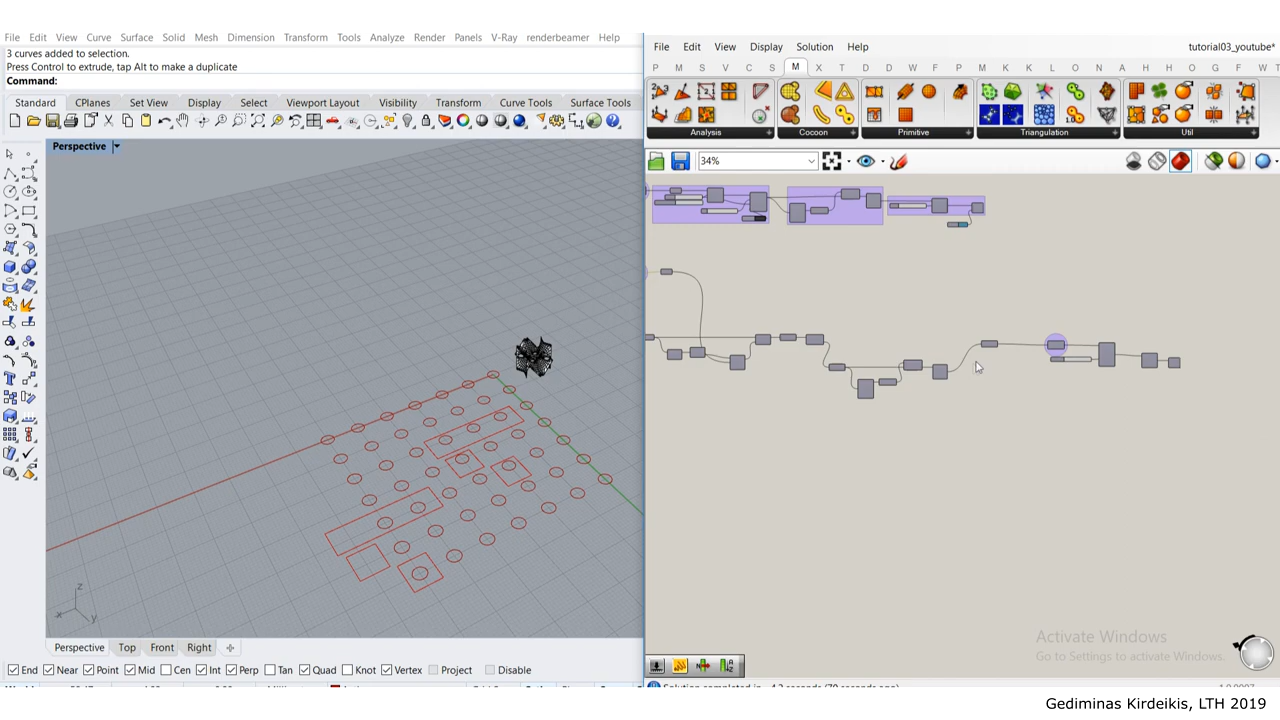 File Edit View Curve Surface Solid Mesh Dimension Transform Tools Analyze Render Panels V-Ray renderbeamer Help
3 curves added to selection.
Press Control to extrude, tap Alt to make a duplicate
Command:
Standard CPlanes Set View Display Select Viewport Layout Visibility Transform Curve Tools Surface Tools
Perspective
z
x
y
Perspective Top Front Right
End Near Point Mid Cen Int Perp Tan Quad Knot Vertex Project Disable
File Edit View Display Solution Help tutorial03_youtube*
P M S V C S M X T D D W F P M K K L O N A H H W Z G E F W T
Analysis Cocoon Primitive Triangulation Util
34%
Activate Windows
Go to Settings to activate Windows.
Gediminas Kirdeikis, LTH 2019